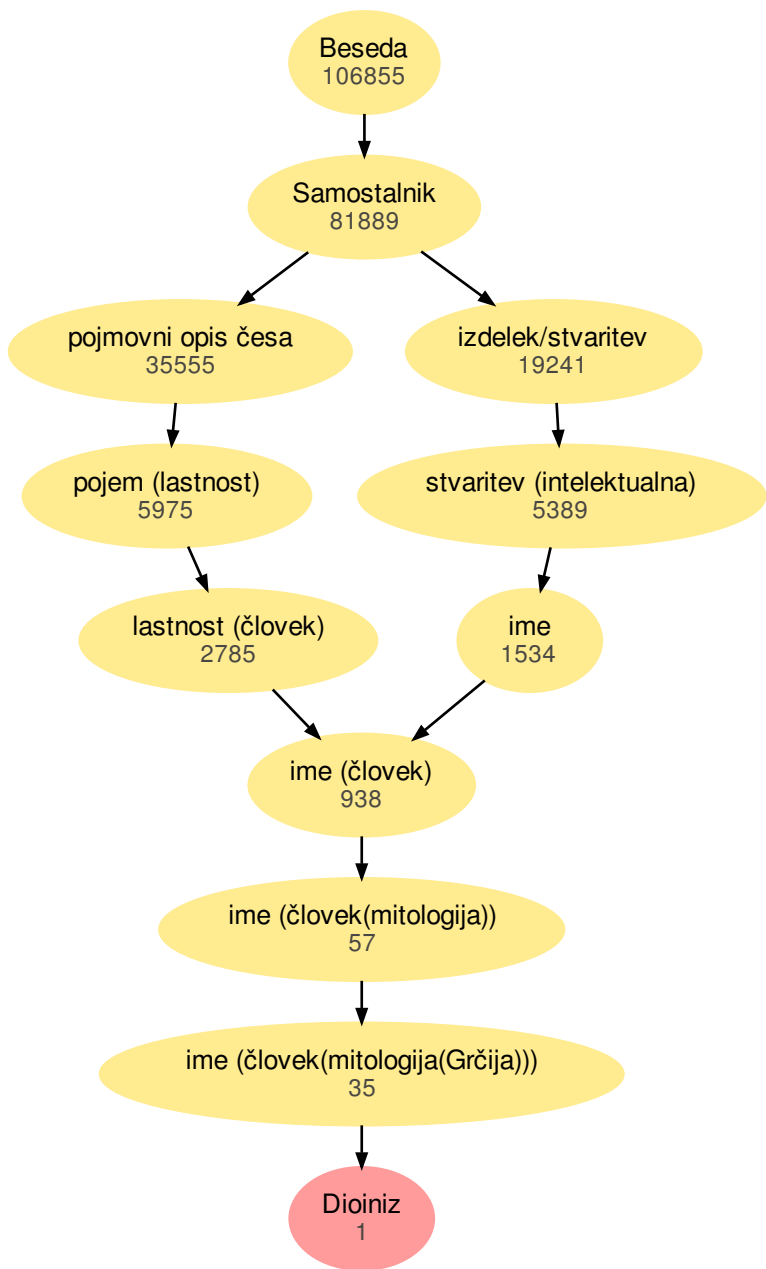 Beseda
106855
Samostalnik
81889
pojmovni opis česa
35555
izdelek/stvaritev
19241
pojem (lastnost)
5975
stvaritev (intelektualna)
5389
lastnost (človek)
2785
ime
1534
ime (človek)
938
ime (človek(mitologija))
57
ime (človek(mitologija(Grčija)))
35
Dioiniz
1